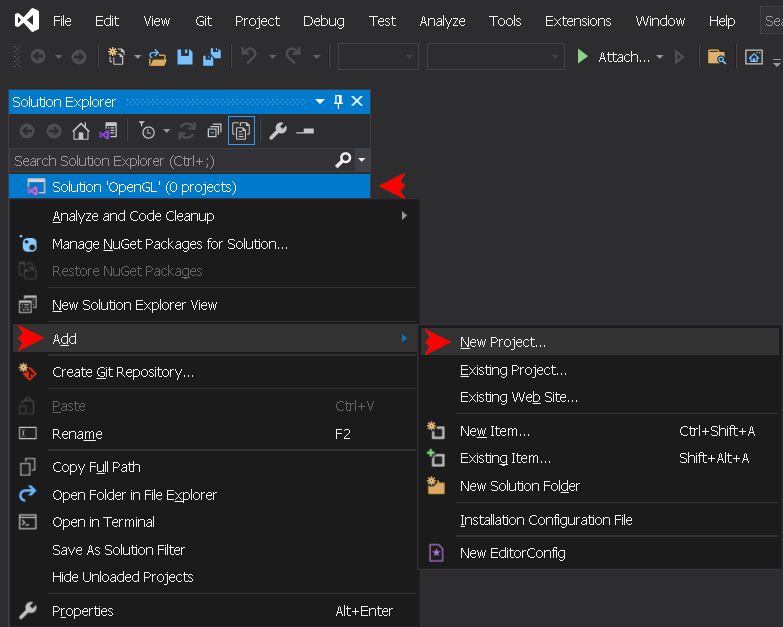 File Edit View Git Project Debug Test Analyze Tools Extensions Window Help
Attach...
Solution Explorer
Search Solution Explorer (Ctrl+;)
Solution 'OpenGL' (0 projects)
Analyze and Code Cleanup
Manage NuGet Packages for Solution...
Restore NuGet Packages
New Solution Explorer View
Add
Create Git Repository...
Paste Ctrl+V
Rename F2
Copy Full Path
Open Folder in File Explorer
Open in Terminal
Save As Solution Filter
Hide Unloaded Projects
Properties Alt+Enter
New Project...
Existing Project...
Existing Web Site...
New Item... Ctrl+Shift+A
Existing Item... Shift+Alt+A
New Solution Folder
Installation Configuration File
New EditorConfig